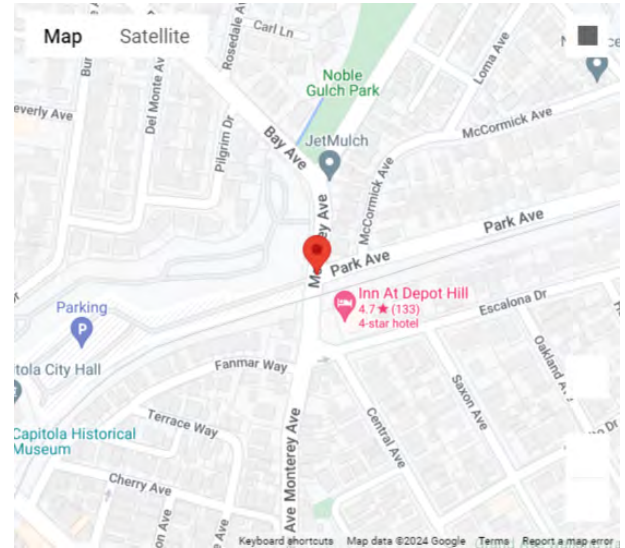 Map Satellite
Carl Ln
Rosedale Ave
Loma Ave
Noble
Gulch Park
Del Monte Ave
Pilgrim Dr
JetMulch
McCormick Ave
Bay Ave
McCormick Ave
Park Ave
Park Ave
Inn At Depot Hill
4.7★ (133)
4-star hotel
Escalona Dr
Parking
P
Fanmar Way
Saxon Ave
Terrace Way
Central Ave
Capitola Historical
Museum
Cherry Ave
Ave Monterey Ave
Keyboard shortcuts Map data ©2024 Google Terms Report a map error